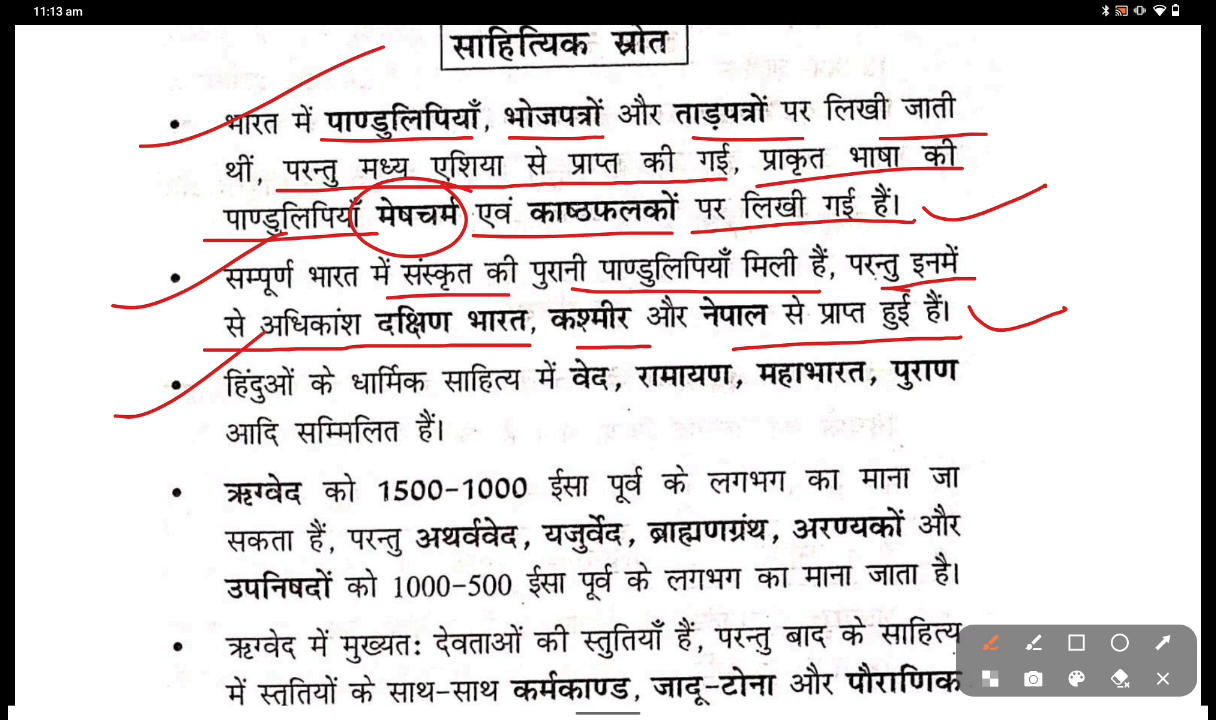 11:13 am
साहित्यिक स्रोत
• भारत में पाण्डुलिपियाँ, भोजपत्रों और ताड़पत्रों पर लिखी जाती
थीं, परन्तु मध्य एशिया से प्राप्त की गई, प्राकृत भाषा की
पाण्डुलिपियाँ मेषचर्म एवं काष्ठफलकों पर लिखी गई हैं।
• सम्पूर्ण भारत में संस्कृत की पुरानी पाण्डुलिपियाँ मिली हैं, परन्तु इनमें
से अधिकांश दक्षिण भारत, कश्मीर और नेपाल से प्राप्त हुई हैं।
• हिंदुओं के धार्मिक साहित्य में वेद, रामायण, महाभारत, पुराण
आदि सम्मिलित हैं।
• ऋग्वेद को 1500-1000 ईसा पूर्व के लगभग का माना जा
सकता हैं, परन्तु अथर्ववेद, यजुर्वेद, ब्राह्मणग्रंथ, अरण्यकों और
उपनिषदों को 1000-500 ईसा पूर्व के लगभग का माना जाता है।
• ऋग्वेद में मुख्यत: देवताओं की स्तुतियाँ हैं, परन्तु बाद के साहित्य
में स्तुतियों के साथ-साथ कर्मकाण्ड, जादू-टोना और पौराणिक